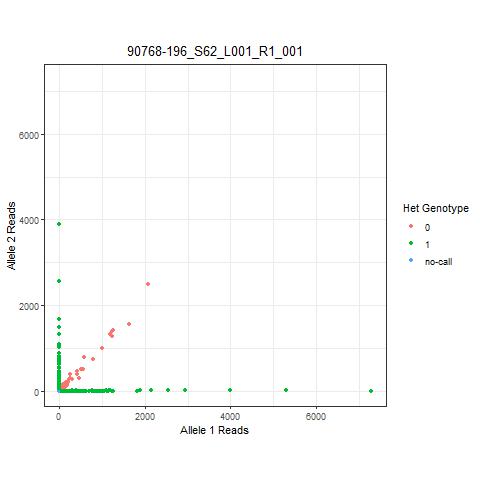 90768-196_S62_L001_R1_001
6000
4000
2000
0
Allele 2 Reads
0
2000
4000
6000
Allele 1 Reads
Het Genotype
0
1
no-call